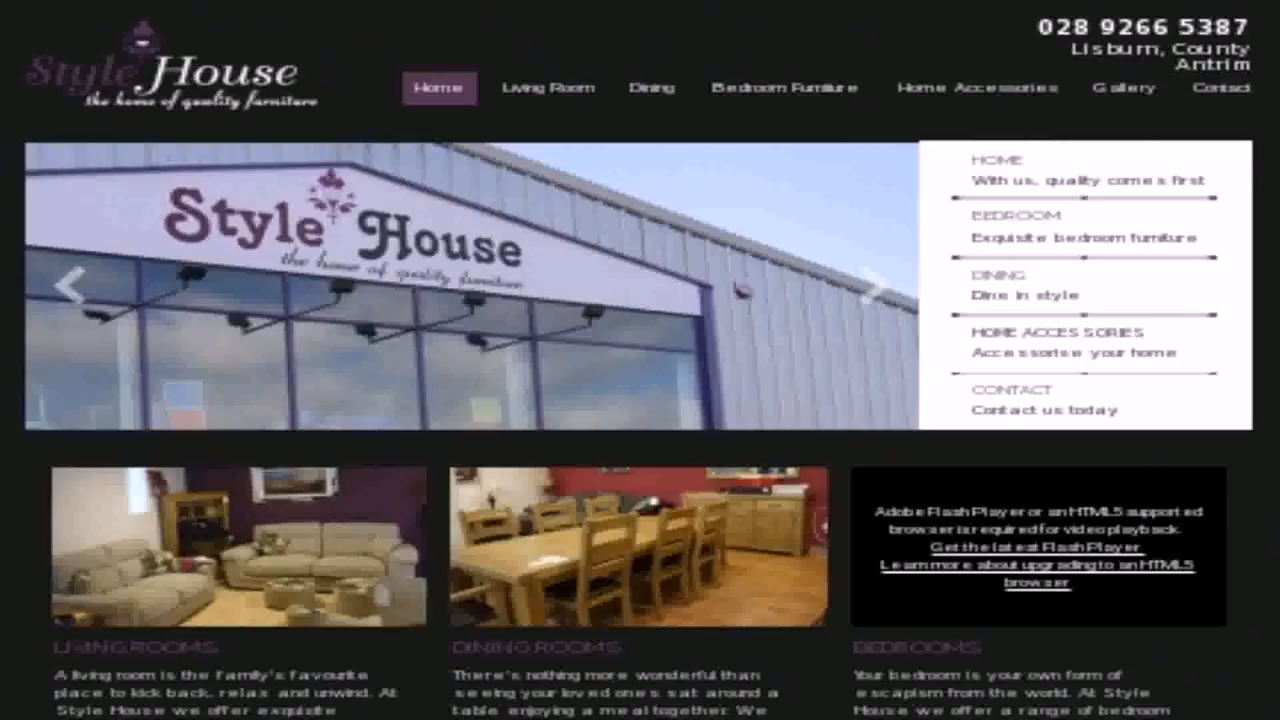 Style House
the home of quality furniture
028 9266 5387
Lisburn, County
Antrim
Home Living Room Dining Bedroom Furniture Home Accessories Gallery Contact
Style House
the home of quality furniture
HOME
With us, quality comes first
BEDROOM
Exquisite bedroom furniture
DINING
Dine in style
HOME ACCESSORIES
Accessorise your home
CONTACT
Contact us today
Adobe Flash Player or an HTML5 supported
browser is required for video playback.
Get the latest Flash Player
Learn more about upgrading to an HTML5
browser
LIVING ROOMS
A living room is the family's favourite
place to kick back, relax and unwind. At
Style House we offer exquisite
DINING ROOMS
There's nothing more wonderful than
seeing your loved ones sat around a
table enjoying a meal together. We
BEDROOMS
Your bedroom is your own form of
escapism from the world. At Style
House we offer a range of bedroom